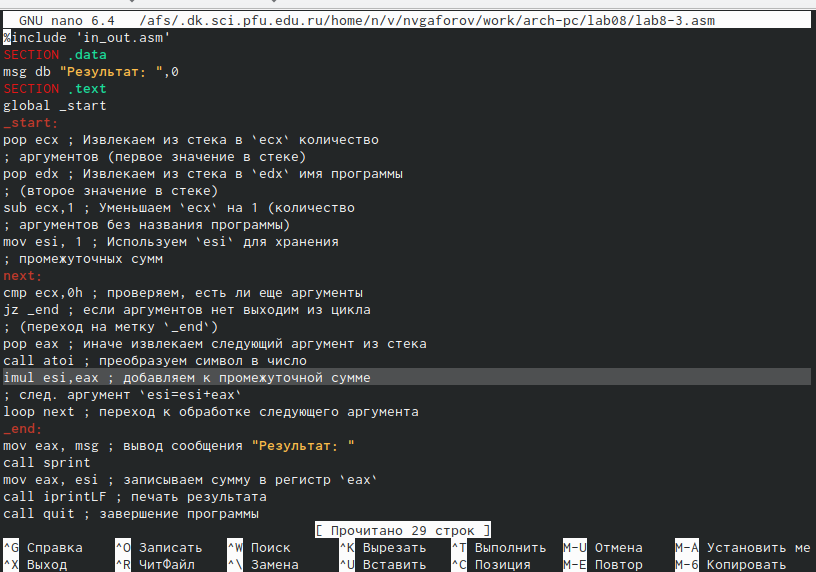 GNU nano 6.4   /afs/.dk.sci.pfu.edu.ru/home/n/v/nvgaforov/work/arch-pc/lab08/lab8-3.asm
%include 'in_out.asm'
SECTION .data
msg db "Результат: ",0
SECTION .text
global _start
_start:
pop ecx ; Извлекаем из стека в `ecx` количество
; аргументов (первое значение в стеке)
pop edx ; Извлекаем из стека в `edx` имя программы
; (второе значение в стеке)
sub ecx,1 ; Уменьшаем `ecx` на 1 (количество
; аргументов без названия программы)
mov esi, 1 ; Используем `esi` для хранения
; промежуточных сумм
next:
cmp ecx,0h ; проверяем, есть ли еще аргументы
jz _end ; если аргументов нет выходим из цикла
; (переход на метку `_end`)
pop eax ; иначе извлекаем следующий аргумент из стека
call atoi ; преобразуем символ в число
imul esi,eax ; добавляем к промежуточной сумме
; след. аргумент `esi=esi+eax`
loop next ; переход к обработке следующего аргумента
_end:
mov eax, msg ; вывод сообщения "Результат: "
call sprint
mov eax, esi ; записываем сумму в регистр `eax`
call iprintLF ; печать результата
call quit ; завершение программы
[ Прочитано 29 строк ]
^G Справка   ^O Записать   ^W Поиск   ^K Вырезать   ^T Выполнить   M-U Отмена   M-A Установить ме
^X Выход   ^R ЧитФайл   ^\ Замена   ^U Вставить   ^C Позиция   M-E Повтор   M-6 Копировать